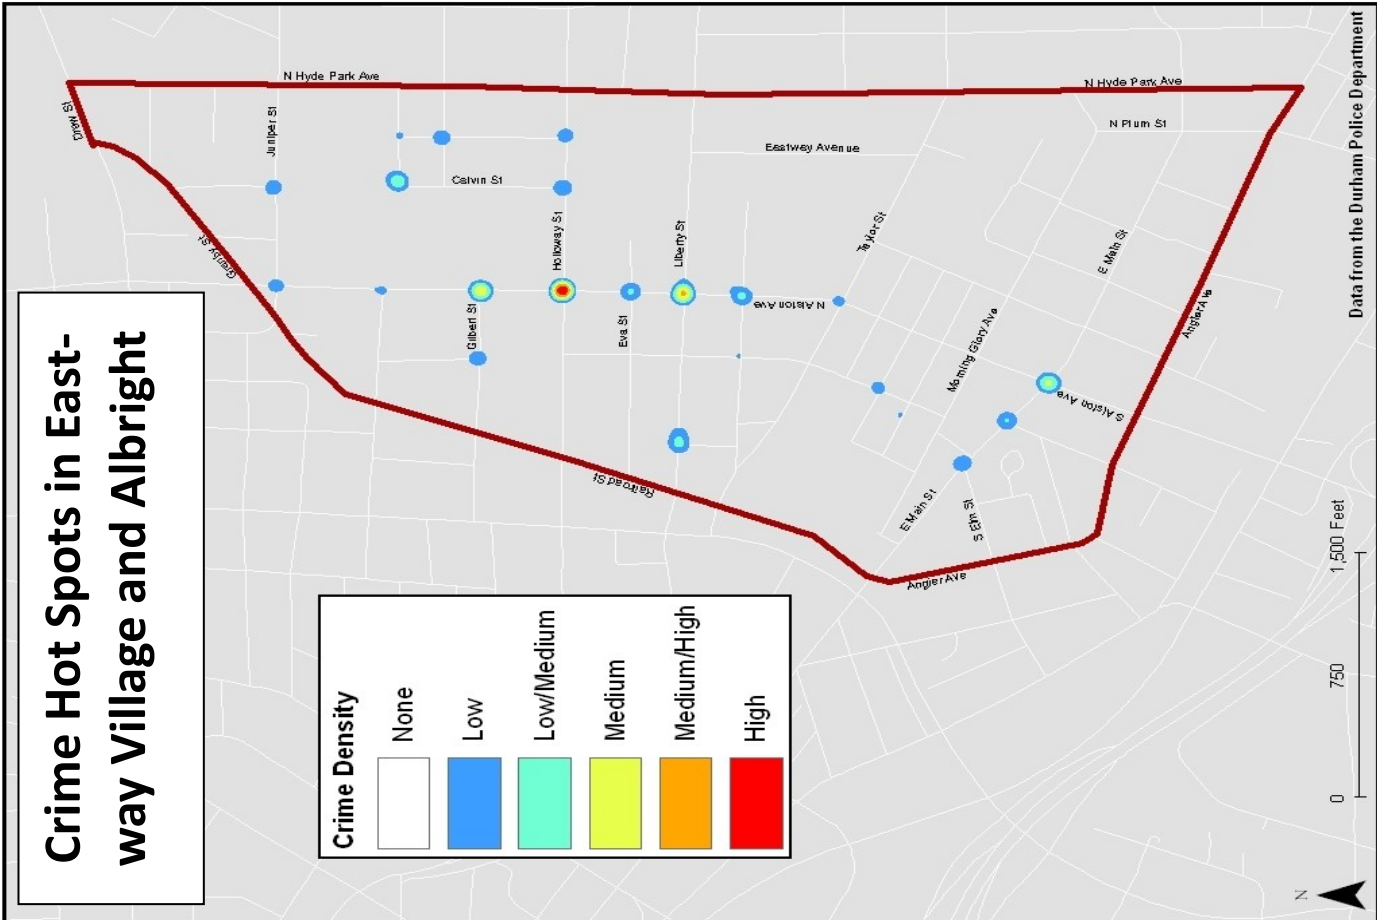 Crime Hot Spots in East-
way Village and Albright
Crime Density
None
Low
Low/Medium
Medium
Medium/High
High
Drew St
N Hyde Park Ave
N Hyde Park Ave
Juniper St
Granby St
Calvin St
Holloway St
Gilbert St
Eva St
Liberty St
Eastway Avenue
N Plum St
Taylor St
N Alston Ave
E Main St
Morning Glory Ave
Angier Ave
S Alston Ave
Railroad St
E Main St
S Elm St
Angier Ave
0
750
1,500 Feet
N
Data from the Durham Police Department